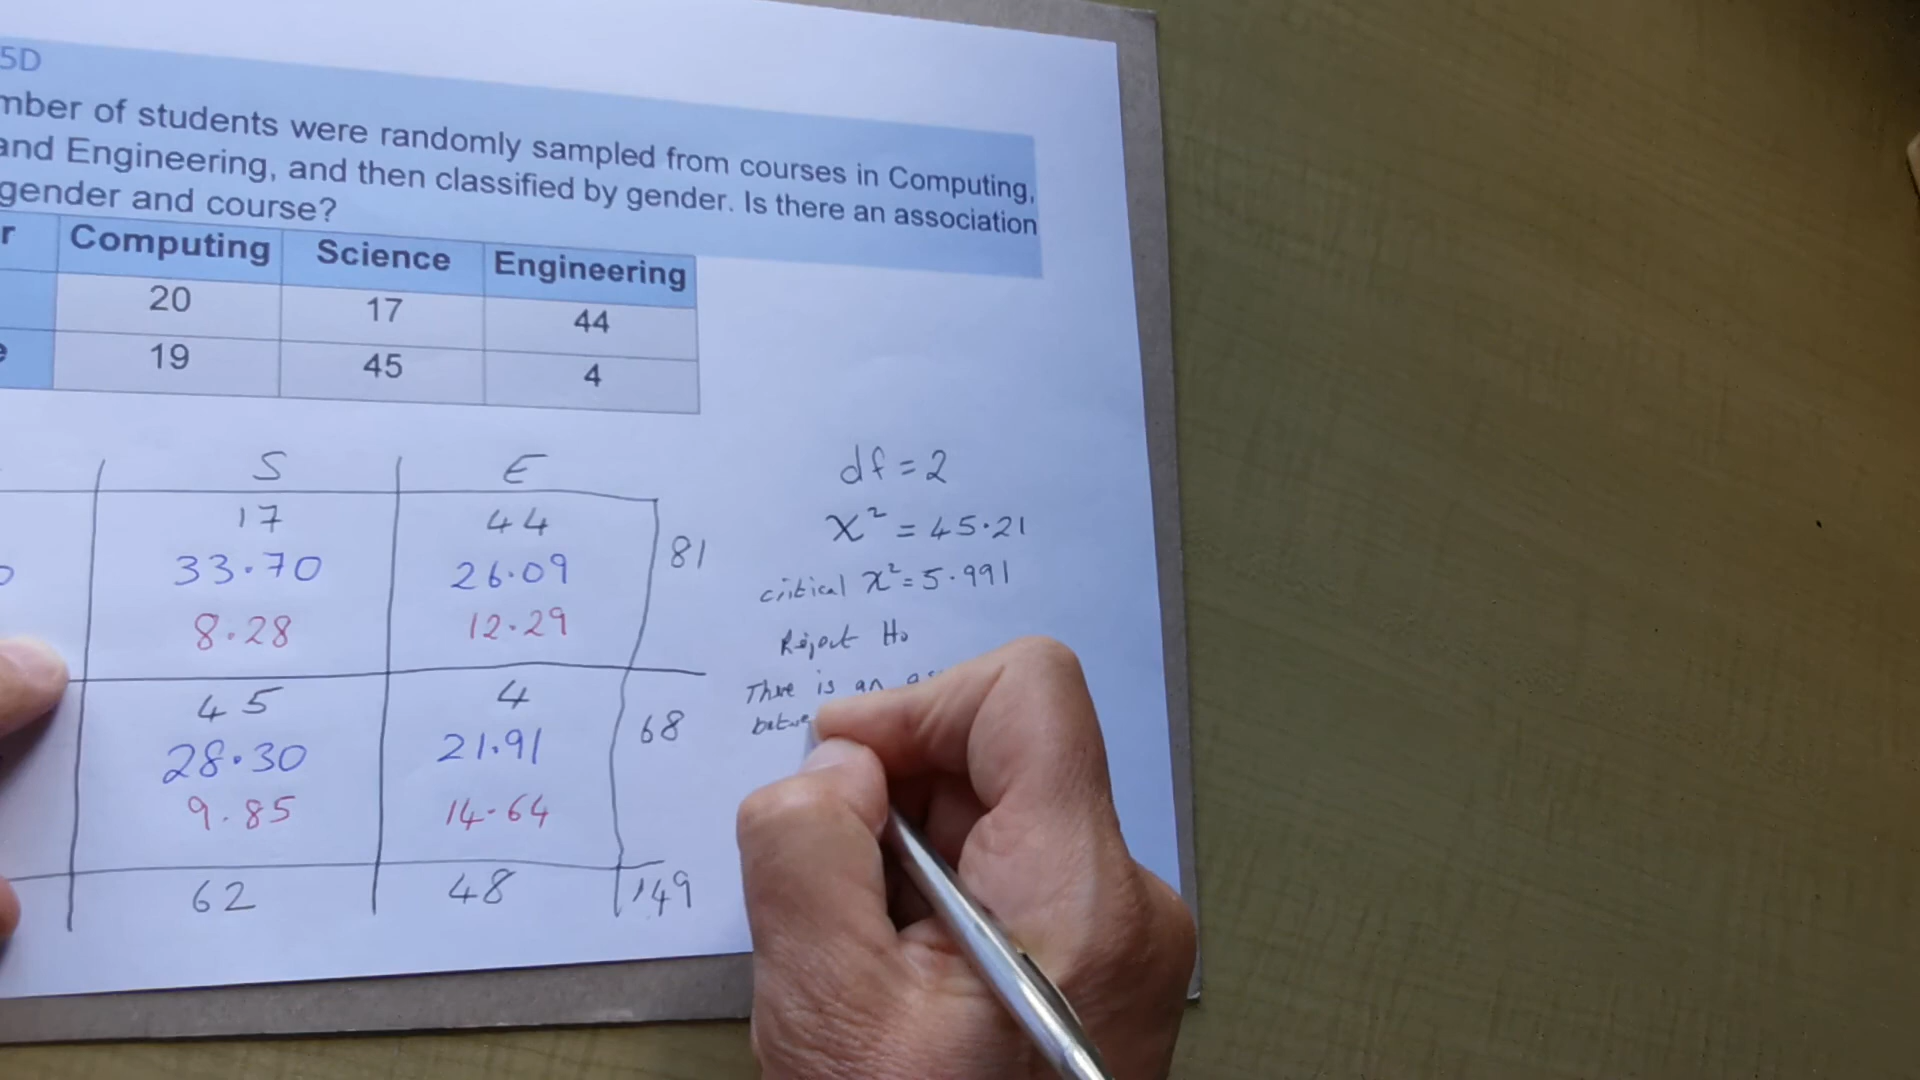 5D
mber of students were randomly sampled from courses in Computing,
and Engineering, and then classified by gender. Is there an association
gender and course?
r Computing Science Engineering
20 17 44
e 19 45 4
S E
17 44
33.70 26.09 81
8.28 12.29
45 4
28.30 21.91 68
9.85 14.64
62 48 149
df = 2
χ² = 45.21
critical χ² = 5.991
Reject H₀
There is an
betwe